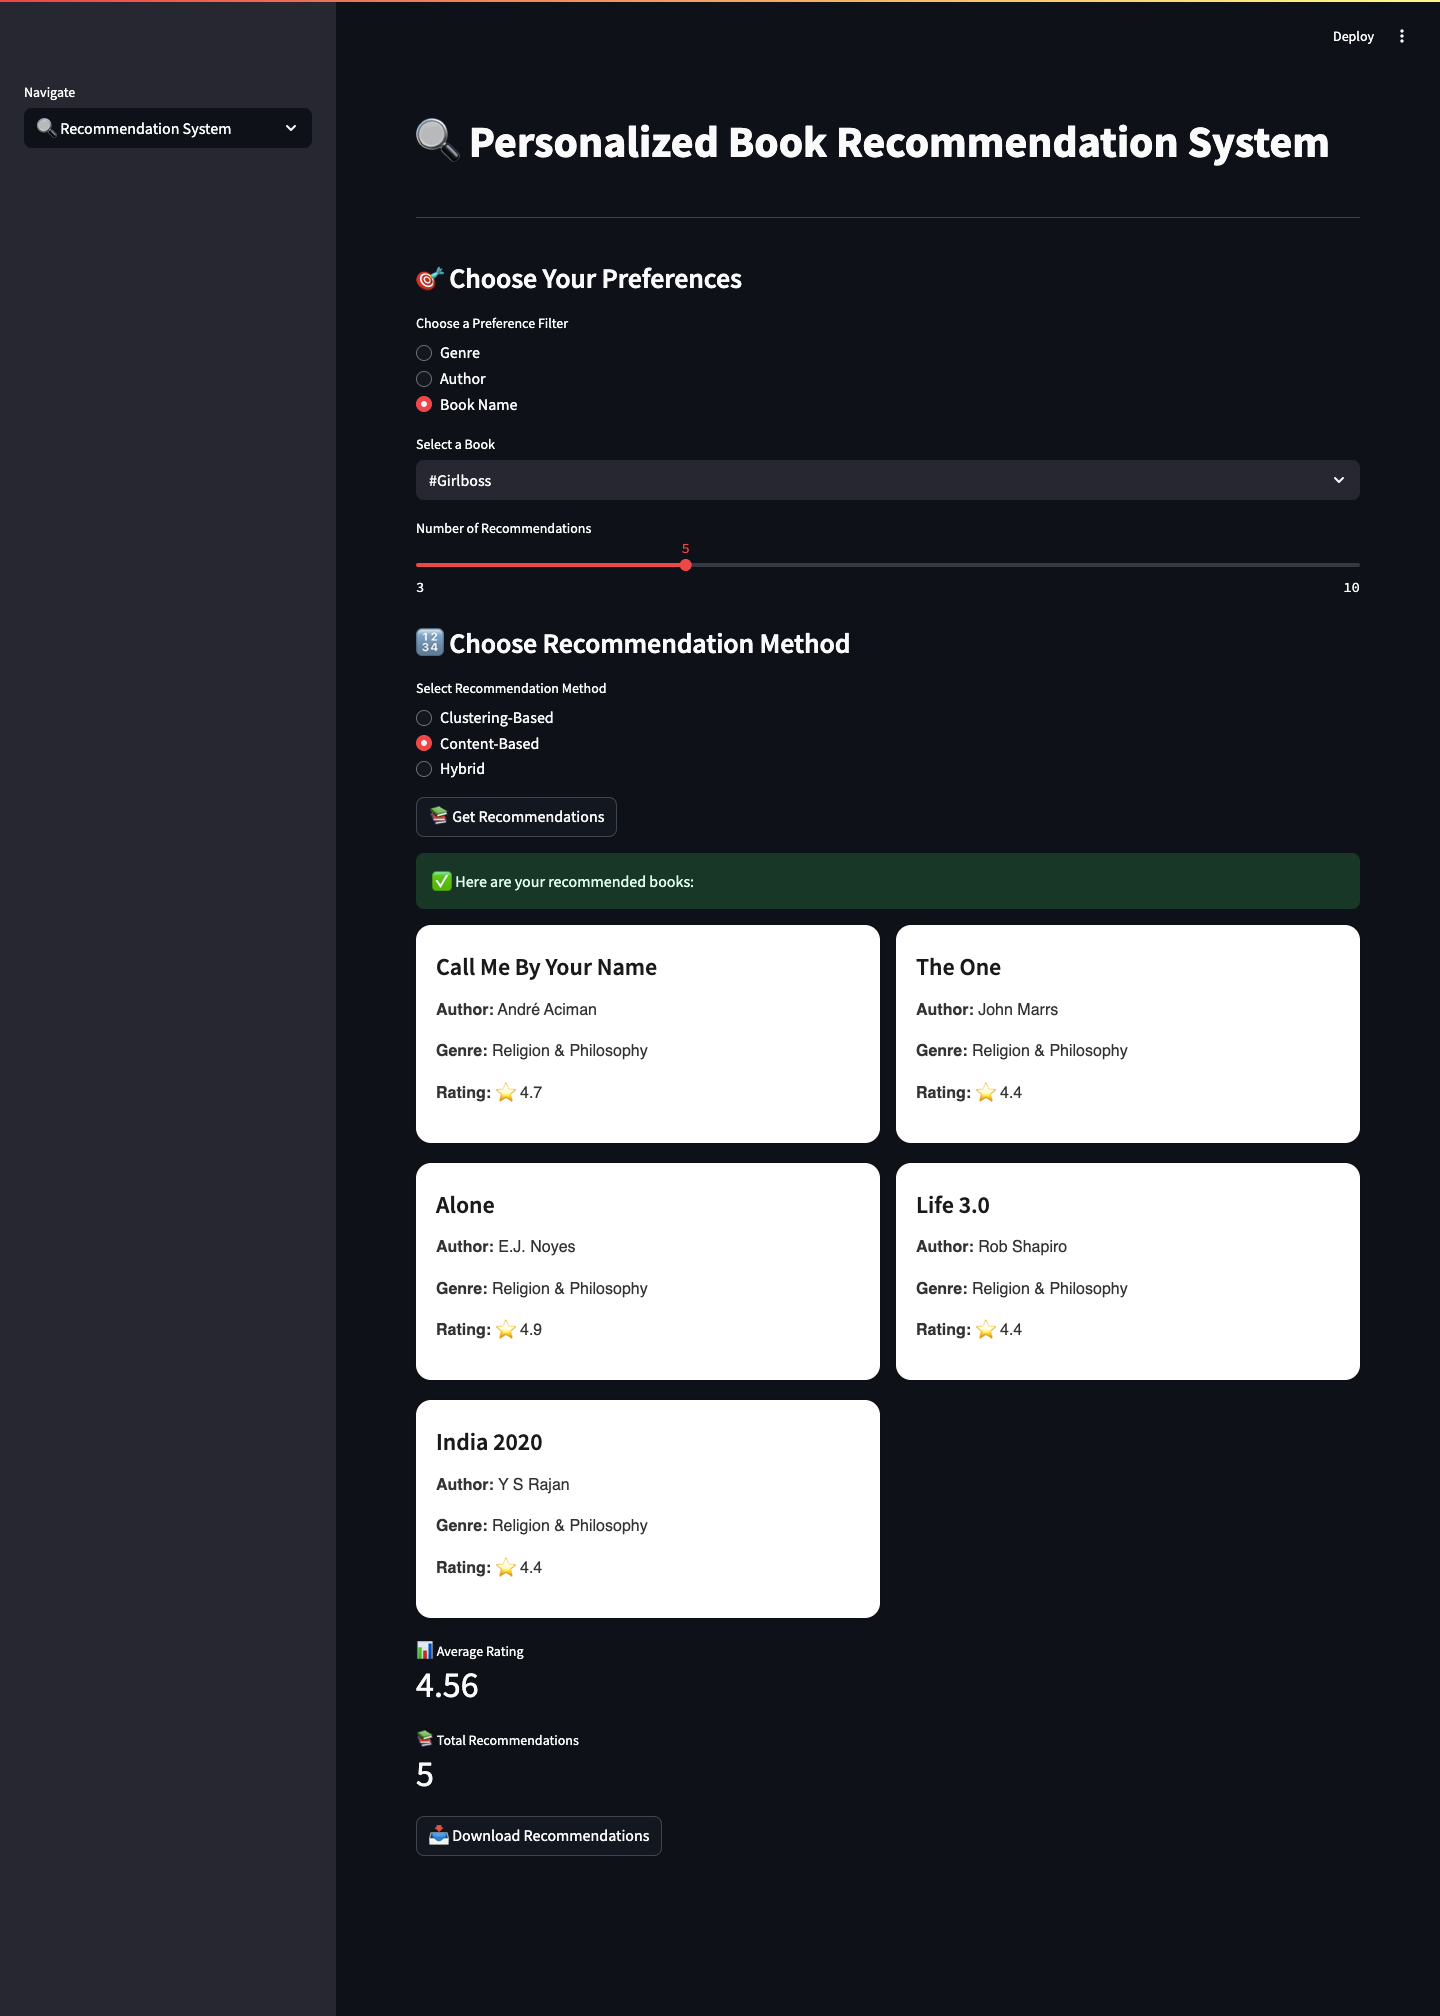 Deploy
Navigate
Recommendation System
Personalized Book Recommendation System
Choose Your Preferences
Choose a Preference Filter
Genre
Author
Book Name
Select a Book
#Girlboss
Number of Recommendations
5
3 10
Choose Recommendation Method
Select Recommendation Method
Clustering-Based
Content-Based
Hybrid
Get Recommendations
Here are your recommended books:
Call Me By Your Name
Author: André Aciman
Genre: Religion & Philosophy
Rating: ⭐ 4.7
The One
Author: John Marrs
Genre: Religion & Philosophy
Rating: ⭐ 4.4
Alone
Author: E.J. Noyes
Genre: Religion & Philosophy
Rating: ⭐ 4.9
Life 3.0
Author: Rob Shapiro
Genre: Religion & Philosophy
Rating: ⭐ 4.4
India 2020
Author: Y S Rajan
Genre: Religion & Philosophy
Rating: ⭐ 4.4
Average Rating
4.56
Total Recommendations
5
Download Recommendations